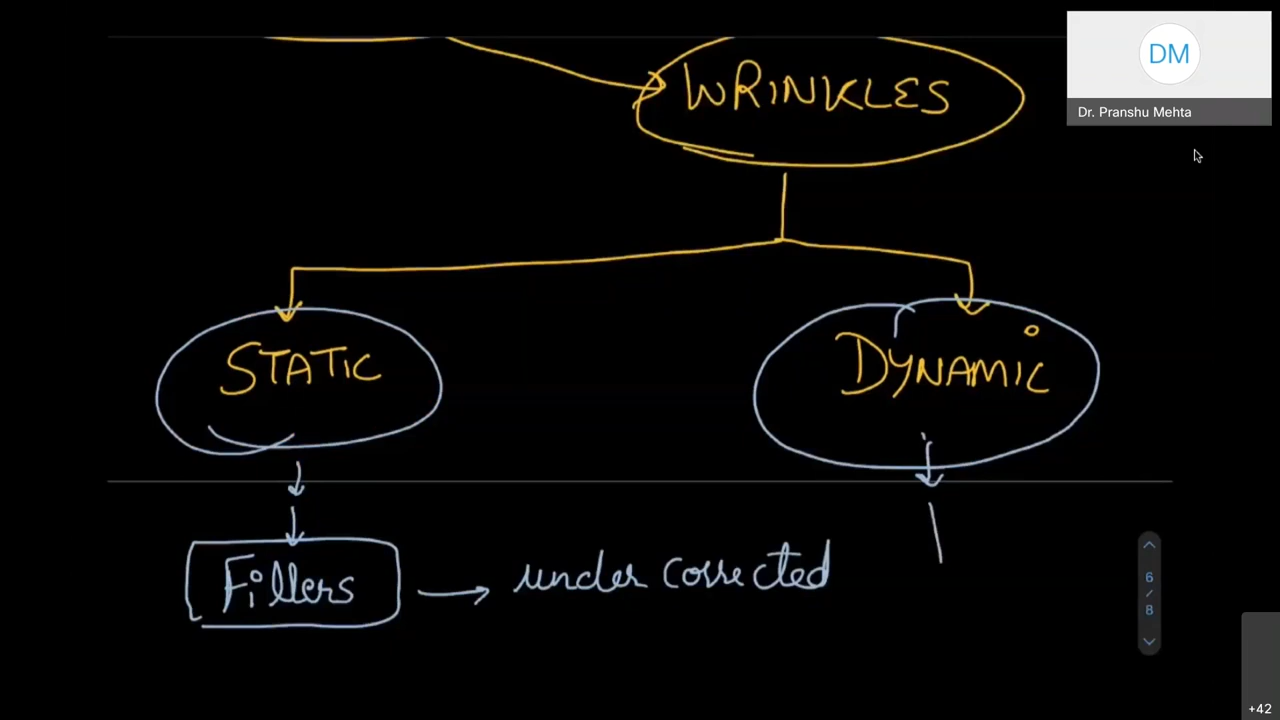 DM
Dr. Pranshu Mehta
WRINKLES
STATIC
DYNAMIC
Fillers
under corrected
6
/
8
+42